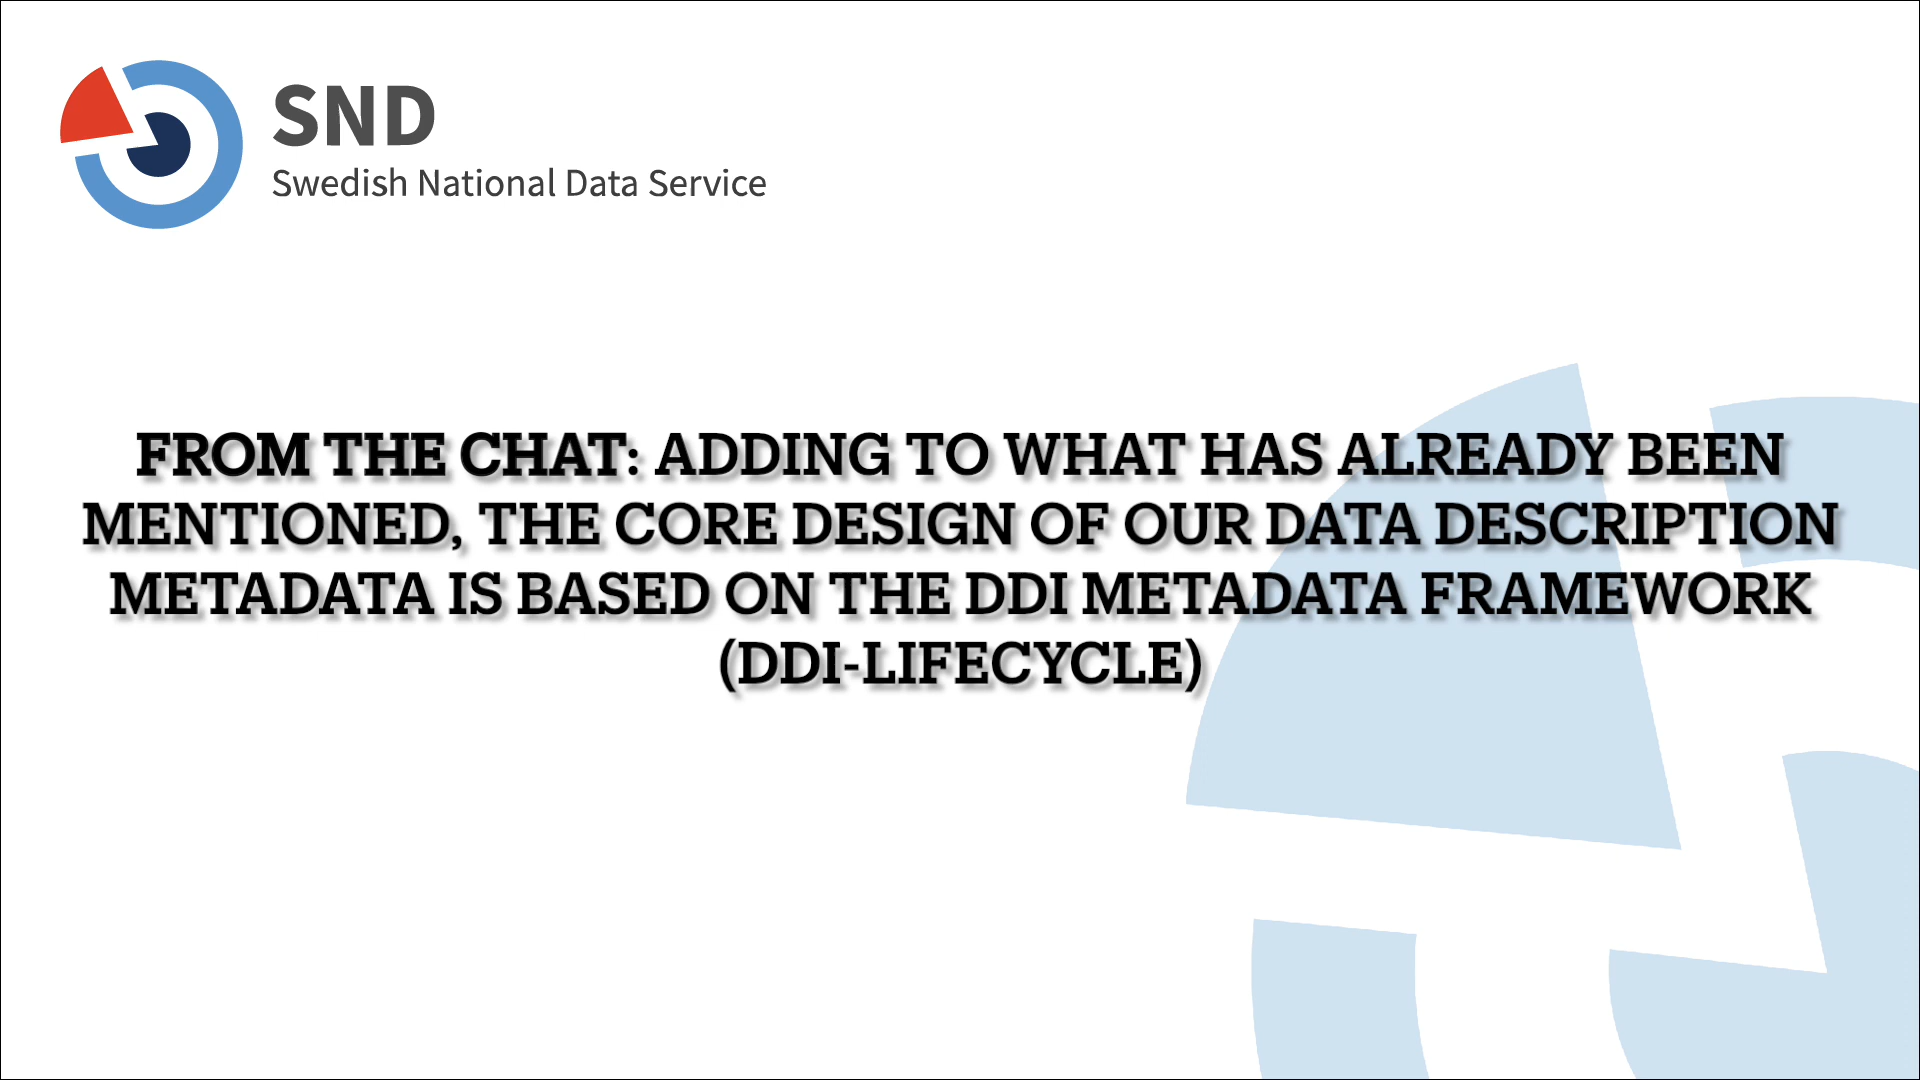 SND
Swedish National Data Service
FROM THE CHAT: ADDING TO WHAT HAS ALREADY BEEN
MENTIONED, THE CORE DESIGN OF OUR DATA DESCRIPTION
METADATA IS BASED ON THE DDI METADATA FRAMEWORK
(DDI-LIFECYCLE)